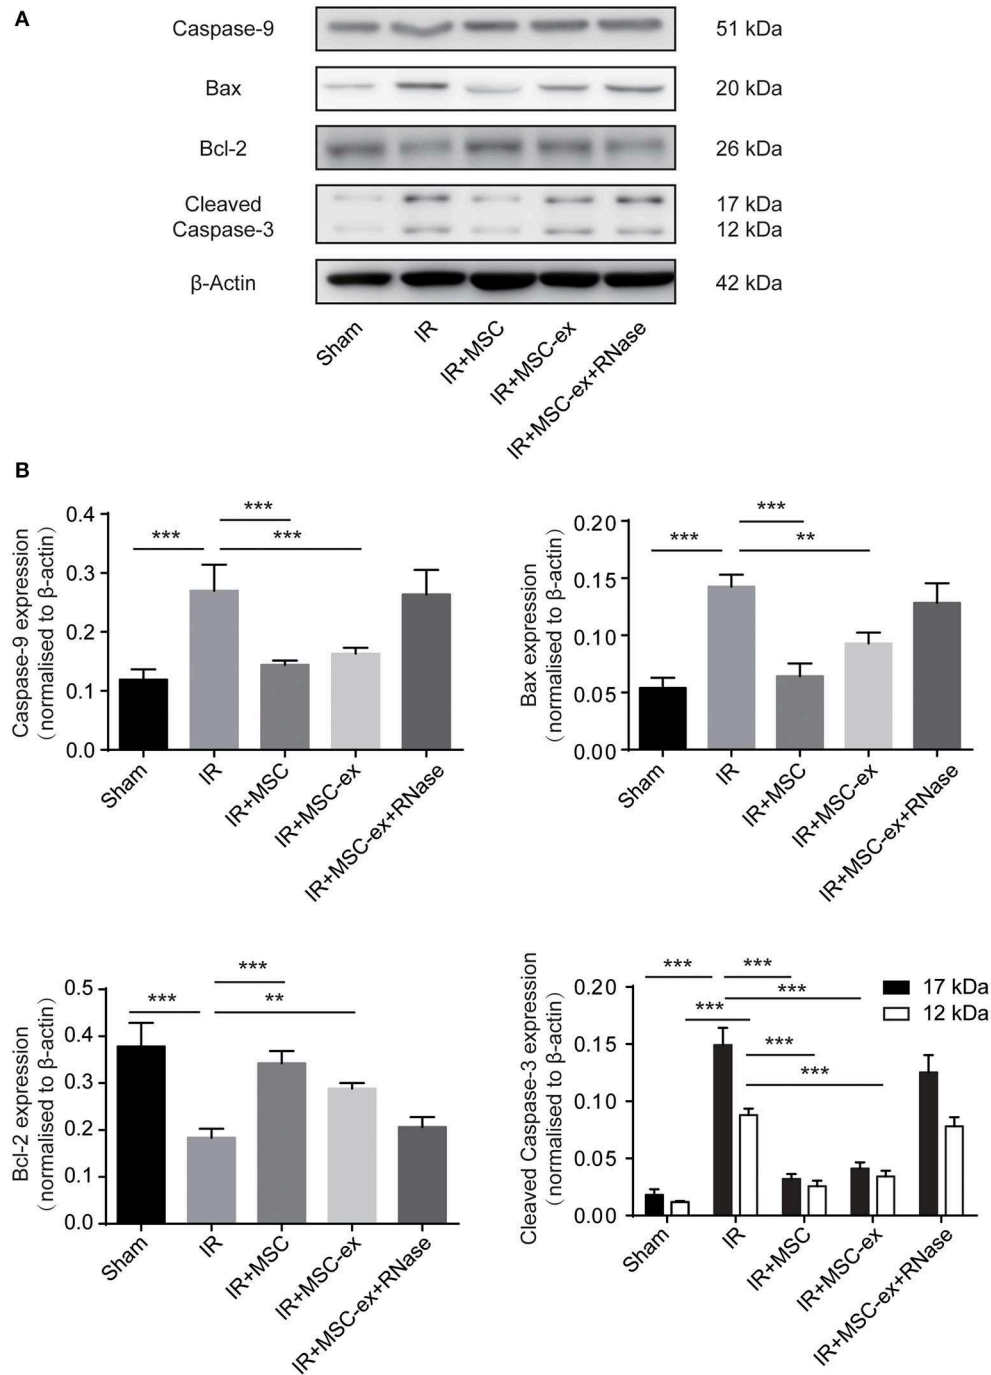 A
Caspase-9 51 kDa
Bax 20 kDa
Bcl-2 26 kDa
Cleaved 17 kDa
Caspase-3 12 kDa
β-Actin 42 kDa
Sham IR IR+MSC IR+MSC-ex IR+MSC-ex+RNase
B
Caspase-9 expression
(normalised to β-actin)
0.4
0.3
0.2
0.1
0.0
***
***
***
Sham IR IR+MSC IR+MSC-ex IR+MSC-ex+RNase
Bax expression
(normalised to β-actin)
0.20
0.15
0.10
0.05
0.00
***
***
**
Sham IR IR+MSC IR+MSC-ex IR+MSC-ex+RNase
Bcl-2 expression
(normalised to β-actin)
0.5
0.4
0.3
0.2
0.1
0.0
***
***
**
Sham IR IR+MSC IR+MSC-ex IR+MSC-ex+RNase
Cleaved Caspase-3 expression
(normalised to β-actin)
0.20
0.15
0.10
0.05
0.00
*** ***
***
***
***
***
17 kDa
12 kDa
Sham IR IR+MSC IR+MSC-ex IR+MSC-ex+RNase